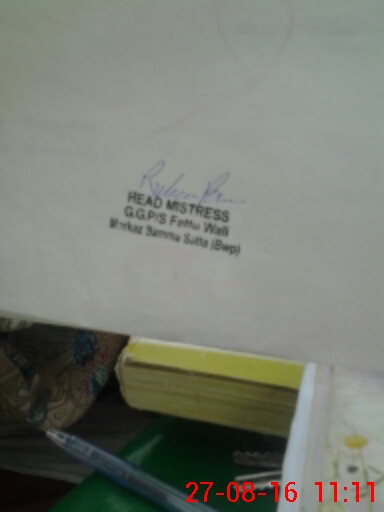 HEAD MISTRESS
G.G.P/S Fattu Wali
Markaz Samma Satta (Bwp)
27-08-16 11:11